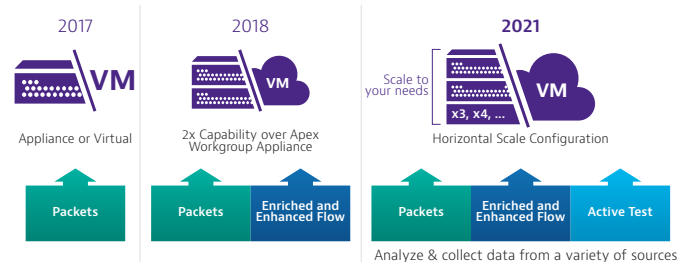 2017
VM
Appliance or Virtual
Packets
2018
VM
2x Capability over Apex
Workgroup Appliance
Packets
Enriched and
Enhanced Flow
2021
Scale to
your needs
x3, x4, ...
VM
Horizontal Scale Configuration
Packets
Enriched and
Enhanced Flow
Active Test
Analyze & collect data from a variety of sources